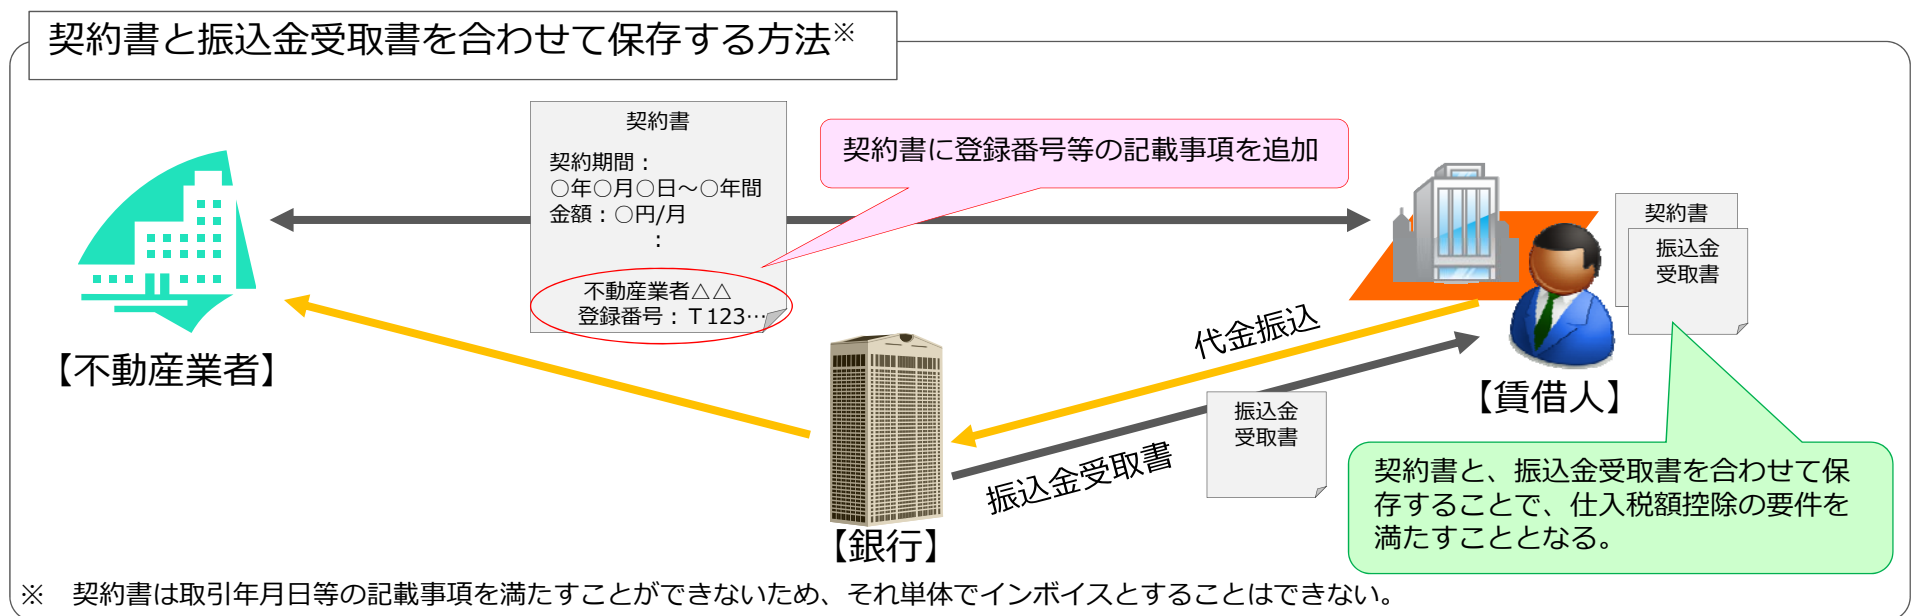 契約書と振込金受取書を合わせて保存する方法※
契約書
契約期間：
○年○月○日～○年間
金額：○円/月
：
不動産業者△△
登録番号：Ｔ123…
契約書に登録番号等の記載事項を追加
契約書
振込金
受取書
【不動産業者】
代金振込
振込金受取書
振込金
受取書
【賃借人】
【銀行】
契約書と、振込金受取書を合わせて保
存することで、仕入税額控除の要件を
満たすこととなる。
※　契約書は取引年月日等の記載事項を満たすことができないため、それ単体でインボイスとすることはできない。